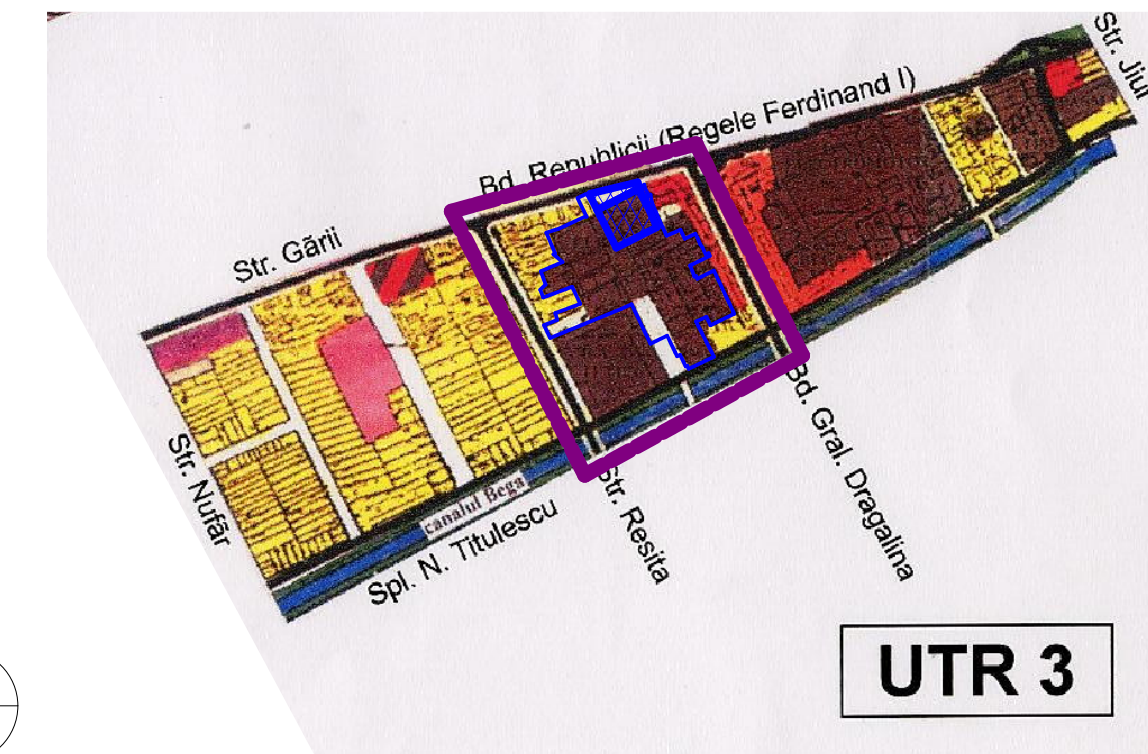 Str. Jiul
Bd. Republicii (Regele Ferdinand I)
Str. Gării
Str. Nufăr
canalul Bega
Spl. N. Titulescu
Str. Resita
Bd. Gral. Dragalina
UTR 3